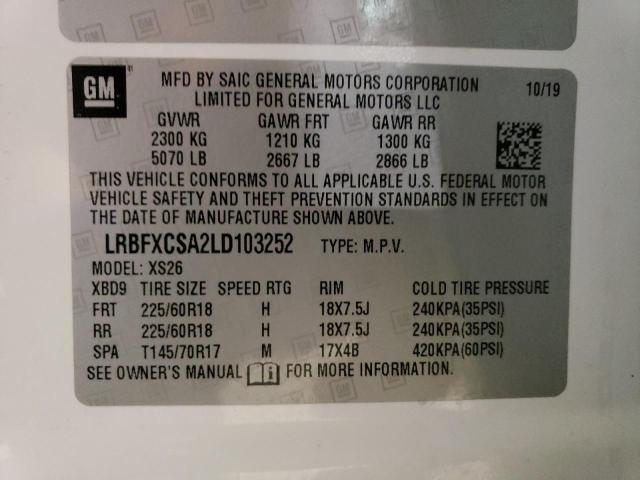 GM
MFD BY SAIC GENERAL MOTORS CORPORATION
LIMITED FOR GENERAL MOTORS LLC
10/19
GVWR GAWR FRT GAWR RR
2300 KG 1210 KG 1300 KG
5070 LB 2667 LB 2866 LB
THIS VEHICLE CONFORMS TO ALL APPLICABLE U.S. FEDERAL MOTOR
VEHICLE SAFETY AND THEFT PREVENTION STANDARDS IN EFFECT ON
THE DATE OF MANUFACTURE SHOWN ABOVE.
LRBFXCSA2LD103252 TYPE: M.P.V.
MODEL: XS26
XBD9 TIRE SIZE SPEED RTG RIM COLD TIRE PRESSURE
FRT 225/60R18 H 18X7.5J 240KPA(35PSI)
RR 225/60R18 H 18X7.5J 240KPA(35PSI)
SPA T145/70R17 M 17X4B 420KPA(60PSI)
SEE OWNER'S MANUAL FOR MORE INFORMATION.